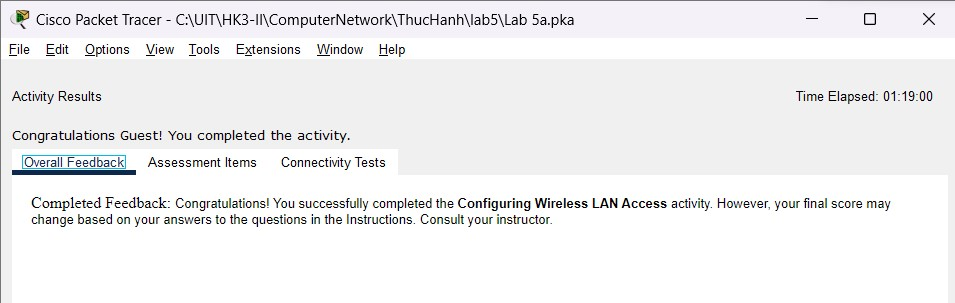 Cisco Packet Tracer - C:\UIT\HK3-II\ComputerNetwork\ThucHanh\lab5\Lab 5a.pka
File Edit Options View Tools Extensions Window Help
Activity Results Time Elapsed: 01:19:00
Congratulations Guest! You completed the activity.
Overall Feedback Assessment Items Connectivity Tests
Completed Feedback: Congratulations! You successfully completed the Configuring Wireless LAN Access activity. However, your final score may
change based on your answers to the questions in the Instructions. Consult your instructor.